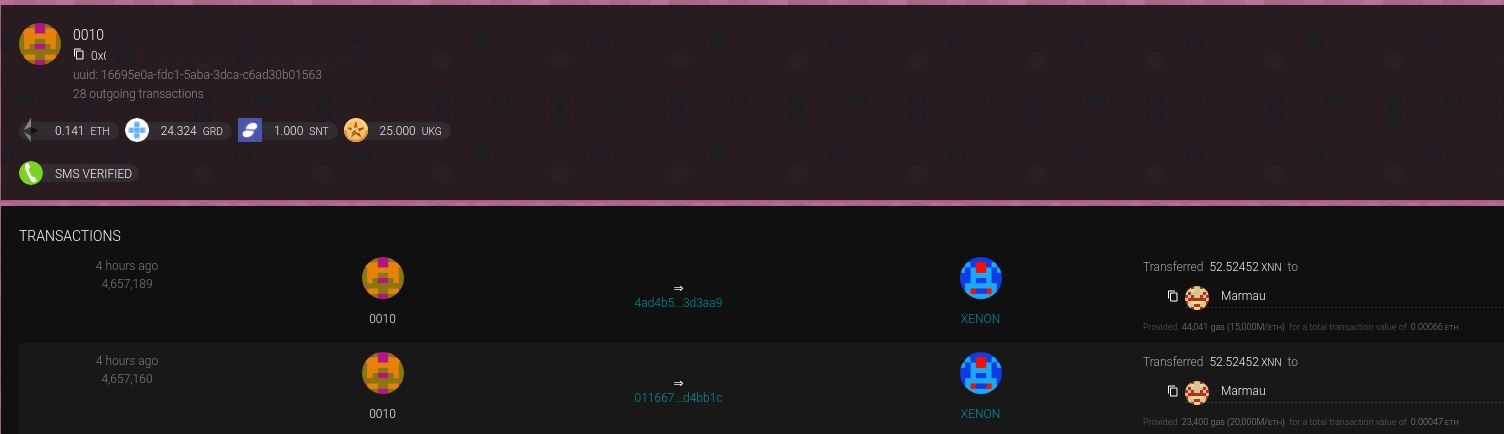 0010
0x(
uuid: 16695e0a-fdc1-5aba-3dca-c6ad30b01563
28 outgoing transactions
0.141 ETH 24.324 GRD 1.000 SNT 25.000 UKG
SMS VERIFIED
TRANSACTIONS
4 hours ago
4,657,189
0010
⇒
4ad4b5...3d3aa9
XENON
Transferred 52.52452 XNN to
Marmau
Provided 44,041 gas (15,000M/ETH) for a total transaction value of 0.00066 ETH
4 hours ago
4,657,160
0010
⇒
011667...d4bb1c
XENON
Transferred 52.52452 XNN to
Marmau
Provided 23,400 gas (20,000M/ETH) for a total transaction value of 0.00047 ETH